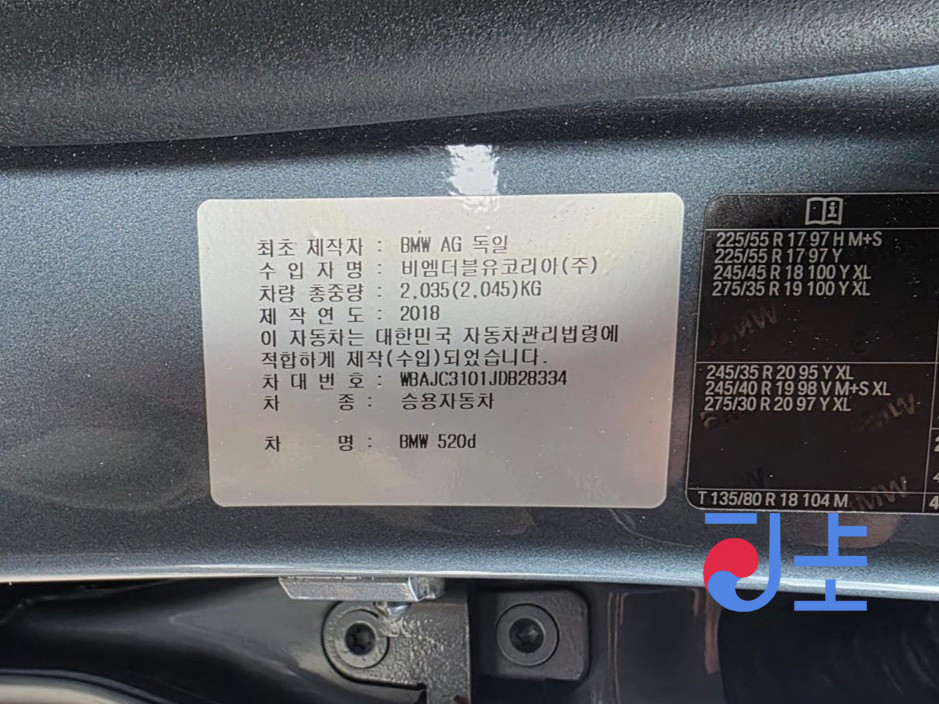 최초 제작자 : BMW AG 독일
수 입 자 명 : 비엠더블유코리아(주)
차량 총중량 : 2,035(2,045)KG
제 작 연 도 : 2018
이 자동차는 대한민국 자동차관리법령에
적합하게 제작(수입)되었습니다.
차 대 번 호 : WBAJC3101JDB28334
차 종 : 승용자동차
차 명 : BMW 520d
225/55 R 17 97 H M+S
225/55 R 17 97 Y
245/45 R 18 100 Y XL
275/35 R 19 100 Y XL
245/35 R 20 95 Y XL
245/40 R 19 98 V M+S XL
275/30 R 20 97 Y XL
T 135/80 R 18 104 M